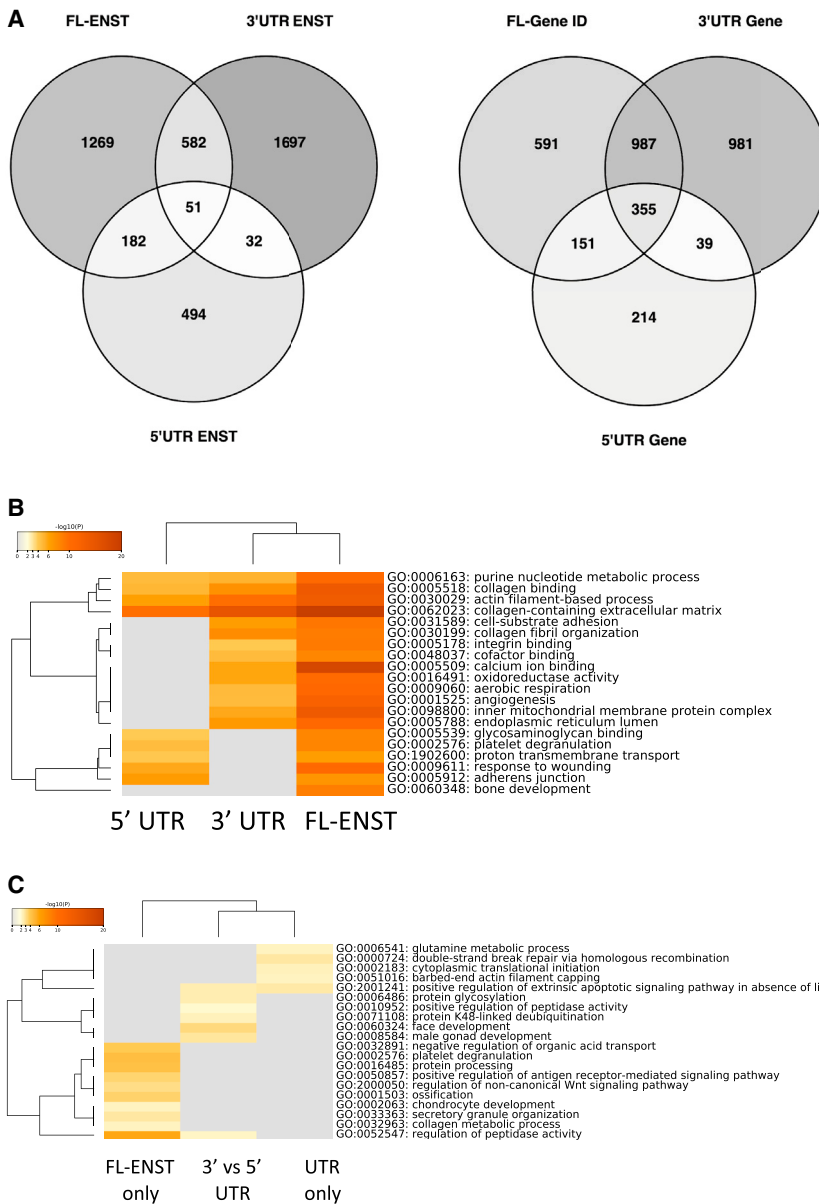 A
FL-ENST
3'UTR ENST
1269
582
1697
51
182
32
494
5'UTR ENST
FL-Gene ID
3'UTR Gene
591
987
981
355
151
39
214
5'UTR Gene
B
-log10(P)
0 2 3 4 6 10 20
GO:0006163: purine nucleotide metabolic process
GO:0005518: collagen binding
GO:0030029: actin filament-based process
GO:0062023: collagen-containing extracellular matrix
GO:0031589: cell-substrate adhesion
GO:0030199: collagen fibril organization
GO:0005178: integrin binding
GO:0048037: cofactor binding
GO:0005509: calcium ion binding
GO:0016491: oxidoreductase activity
GO:0009060: aerobic respiration
GO:0001525: angiogenesis
GO:0098800: inner mitochondrial membrane protein complex
GO:0005788: endoplasmic reticulum lumen
GO:0005539: glycosaminoglycan binding
GO:0002576: platelet degranulation
GO:1902600: proton transmembrane transport
GO:0009611: response to wounding
GO:0005912: adherens junction
GO:0060348: bone development
5’ UTR
3’ UTR
FL-ENST
C
-log10(P)
0 2 3 4 6 10 20
GO:0006541: glutamine metabolic process
GO:0000724: double-strand break repair via homologous recombination
GO:0002183: cytoplasmic translational initiation
GO:0051016: barbed-end actin filament capping
GO:2001241: positive regulation of extrinsic apoptotic signaling pathway in absence of li
GO:0006486: protein glycosylation
GO:0010952: positive regulation of peptidase activity
GO:0071108: protein K48-linked deubiquitination
GO:0060324: face development
GO:0008584: male gonad development
GO:0032891: negative regulation of organic acid transport
GO:0002576: platelet degranulation
GO:0016485: protein processing
GO:0050857: positive regulation of antigen receptor-mediated signaling pathway
GO:2000050: regulation of non-canonical Wnt signaling pathway
GO:0001503: ossification
GO:0002063: chondrocyte development
GO:0033363: secretory granule organization
GO:0032963: collagen metabolic process
GO:0052547: regulation of peptidase activity
FL-ENST
only
3’ vs 5’
UTR
UTR
only